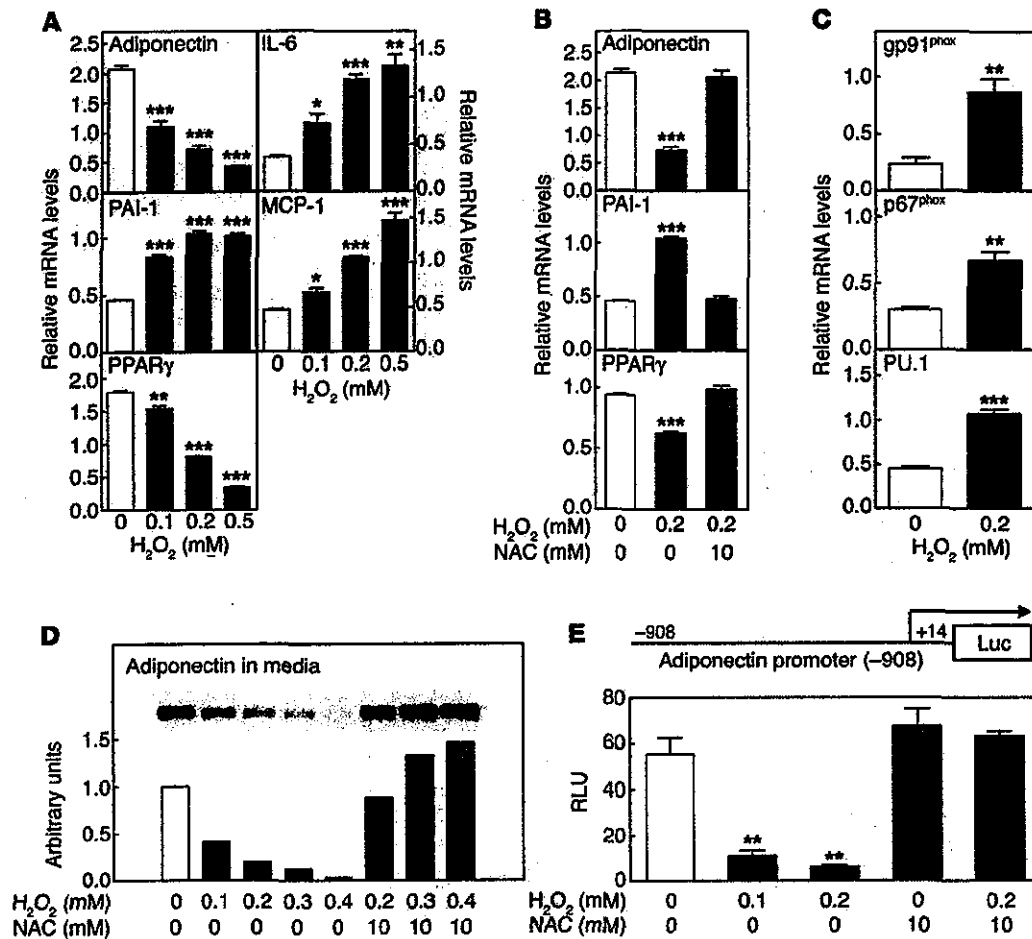 A
Adiponectin
IL-6
2.0
1.5
1.0
0.5
1.5
1.0
0.5
0
***
***
***
*
***
**
PAI-1
MCP-1
1.0
0.5
0
1.5
1.0
0.5
0
***
***
***
*
***
***
PPARγ
2.0
1.5
1.0
0.5
0.0
**
***
***
Relative mRNA levels
Relative mRNA levels
0 0.1 0.2 0.5
H₂O₂ (mM)
0 0.1 0.2 0.5
H₂O₂ (mM)
B
Adiponectin
2.5
2.0
1.5
1.0
0.5
0
***
PAI-1
1.0
0.5
0
***
PPARγ
1.0
0.5
0.0
***
Relative mRNA levels
H₂O₂ (mM) 0 0.2 0.2
NAC (mM) 0 0 10
C
gp91phox
1.0
0.5
0
**
p67phox
1.0
0.5
0
**
PU.1
1.5
1.0
0.5
0.0
***
Relative mRNA levels
0 0.2
H₂O₂ (mM)
D
Adiponectin in media
1.5
1.0
0.5
0.0
Arbitrary units
H₂O₂ (mM) 0 0.1 0.2 0.3 0.4 0.2 0.3 0.4
NAC (mM) 0 0 0 0 0 10 10 10
E
−908
+14
Luc
Adiponectin promoter (−908)
80
60
40
20
0
RLU
**
**
H₂O₂ (mM) 0 0.1 0.2 0 0.2
NAC (mM) 0 0 0 10 10